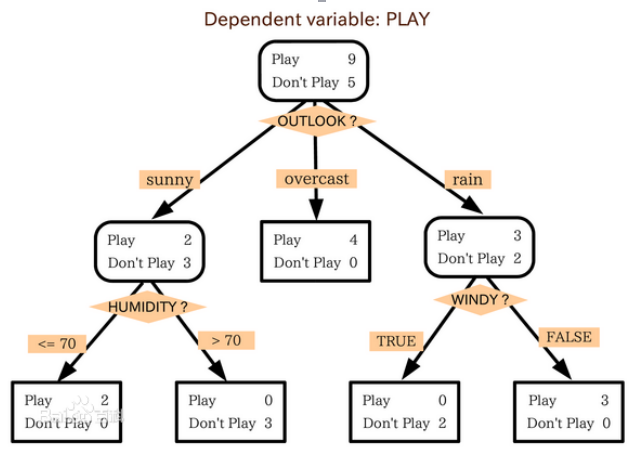 Dependent variable: PLAY
Play 9
Don't Play 5
OUTLOOK ?
sunny
overcast
rain
Play 2
Don't Play 3
Play 4
Don't Play 0
Play 3
Don't Play 2
HUMIDITY ?
WINDY ?
<= 70
> 70
TRUE
FALSE
Play 2
Don't Play 0
Play 0
Don't Play 3
Play 0
Don't Play 2
Play 3
Don't Play 0